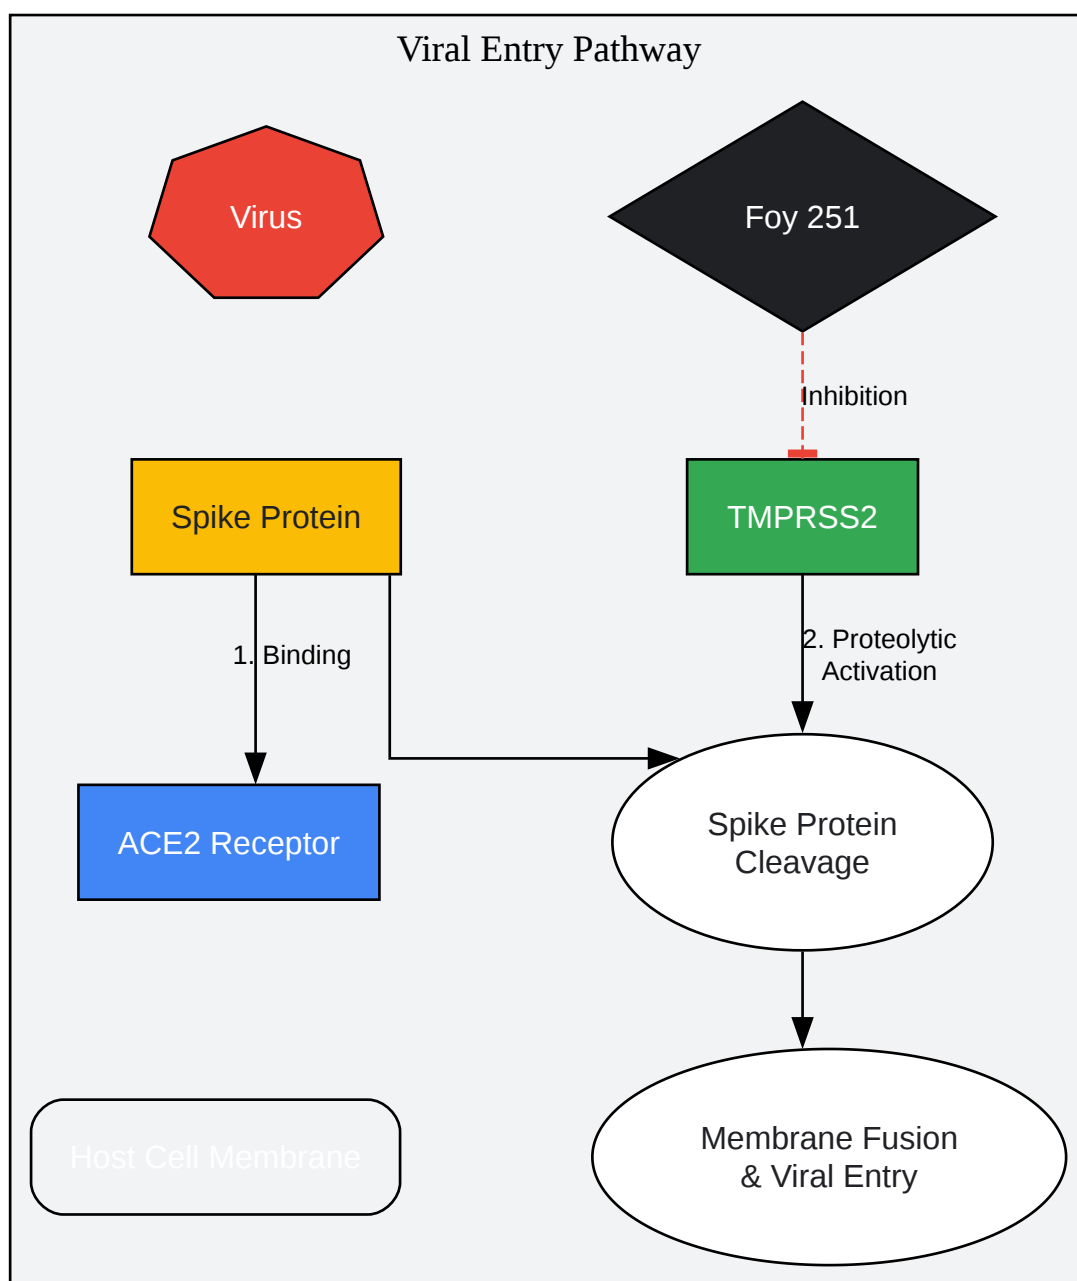 Viral Entry Pathway
Virus
Foy 251
Inhibition
Spike Protein
TMPRSS2
1. Binding
2. Proteolytic
Activation
ACE2 Receptor
Spike Protein
Cleavage
Host Cell Membrane
Membrane Fusion
& Viral Entry